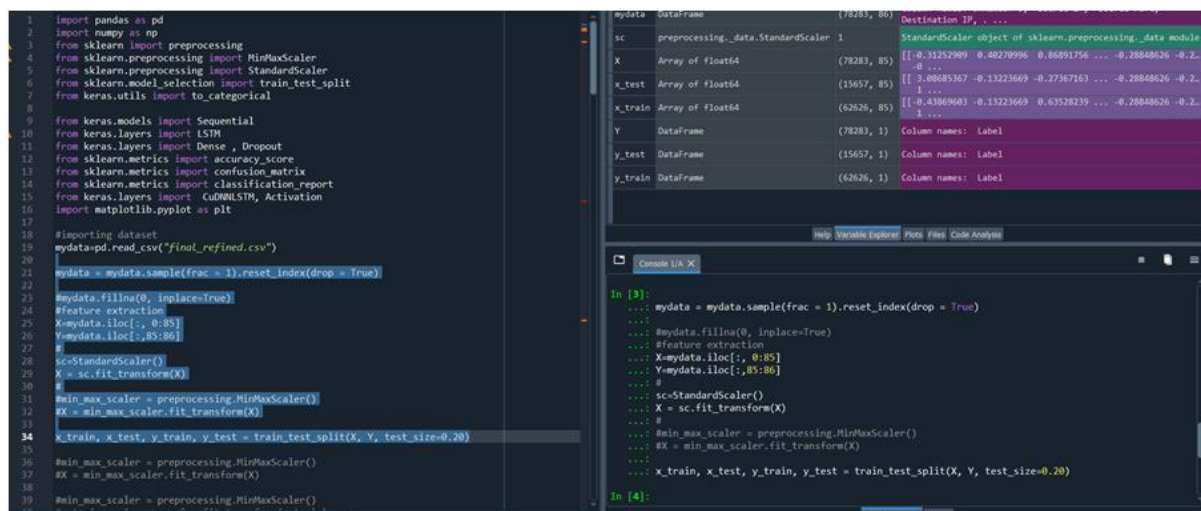 1 import pandas as pd
2 import numpy as np
3 from sklearn import preprocessing
4 from sklearn.preprocessing import MinMaxScaler
5 from sklearn.preprocessing import StandardScaler
6 from sklearn.model_selection import train_test_split
7 from keras.utils import to_categorical
8
9 from keras.models import Sequential
10 from keras.layers import LSTM
11 from keras.layers import Dense , Dropout
12 from sklearn.metrics import accuracy_score
13 from sklearn.metrics import confusion_matrix
14 from sklearn.metrics import classification_report
15 from keras.layers import CuDNNLSTM, Activation
16 import matplotlib.pyplot as plt
17
18 #importing dataset
19 mydata=pd.read_csv("final_refined.csv")
20
21 mydata = mydata.sample(frac = 1).reset_index(drop = True)
22
23 #mydata.fillna(0, inplace=True)
24 #feature extraction
25 X=mydata.iloc[:, 0:85]
26 Y=mydata.iloc[:,85:86]
27 #
28 sc=StandardScaler()
29 X = sc.fit_transform(X)
30 #
31 #min_max_scaler = preprocessing.MinMaxScaler()
32 #X = min_max_scaler.fit_transform(X)
33
34 x_train, x_test, y_train, y_test = train_test_split(X, Y, test_size=0.20)
35
36 #min_max_scaler = preprocessing.MinMaxScaler()
37 #X = min_max_scaler.fit_transform(X)
38
39 #min_max_scaler = preprocessing.MinMaxScaler()
mydata DataFrame (78283, 86)
Destination IP, . ...
sc preprocessing._data.StandardScaler 1 StandardScaler object of sklearn.preprocessing._data module
X Array of float64 (78283, 85) [[-0.31252909 0.40270996 0.86891756 ... -0.28848626 -0.2…
-0 ...
x_test Array of float64 (15657, 85) [[ 3.08685367 -0.13223669 -0.27367163 ... -0.28848626 -0.2…
1 ...
x_train Array of float64 (62626, 85) [[-0.43869603 -0.13223669 0.63528239 ... -0.28848626 -0.2…
1 ...
Y DataFrame (78283, 1) Column names: Label
y_test DataFrame (15657, 1) Column names: Label
y_train DataFrame (62626, 1) Column names: Label
Help Variable Explorer Plots Files Code Analysis
Console 1/A X
In [3]:
...: mydata = mydata.sample(frac = 1).reset_index(drop = True)
...:
...: #mydata.fillna(0, inplace=True)
...: #feature extraction
...: X=mydata.iloc[:, 0:85]
...: Y=mydata.iloc[:,85:86]
...: #
...: sc=StandardScaler()
...: X = sc.fit_transform(X)
...: #
...: #min_max_scaler = preprocessing.MinMaxScaler()
...: #X = min_max_scaler.fit_transform(X)
...:
...: x_train, x_test, y_train, y_test = train_test_split(X, Y, test_size=0.20)
In [4]: